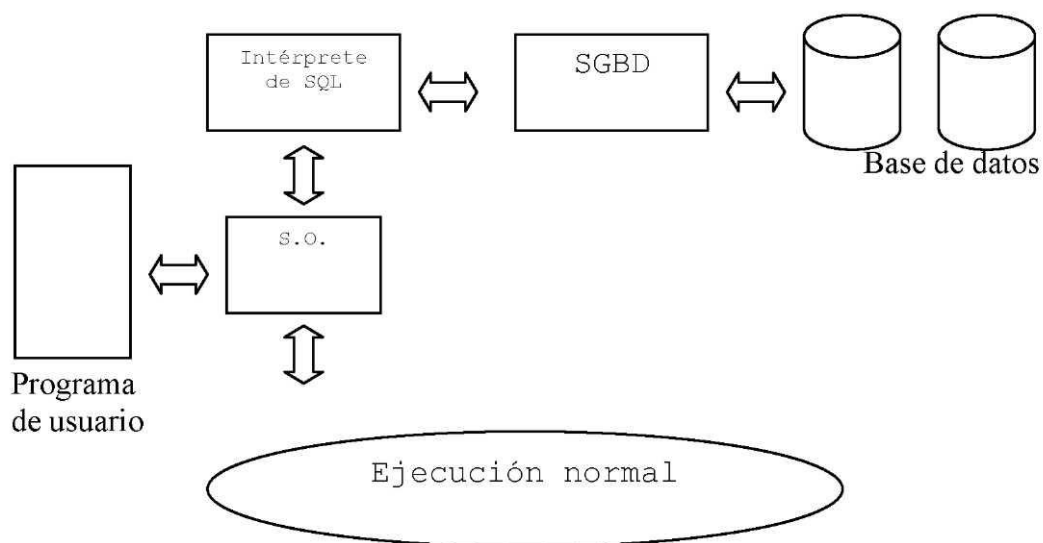 Intérprete
de SQL
SGBD
Base de datos
S.O.
Programa
de usuario
Ejecución normal